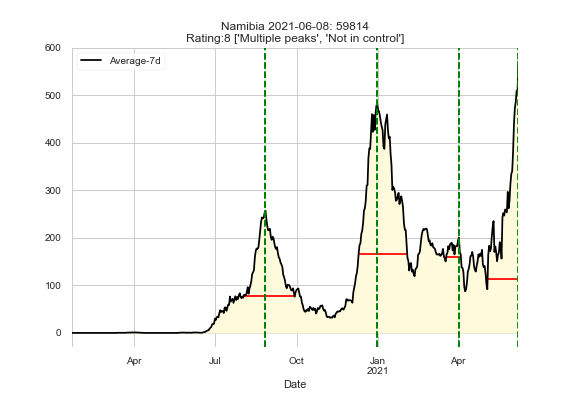 Namibia 2021-06-08: 59814
Rating:8 ['Multiple peaks', 'Not in control']
600
Average-7d
500
400
300
200
100
0
Apr
Jul
Oct
Jan
2021
Apr
Date